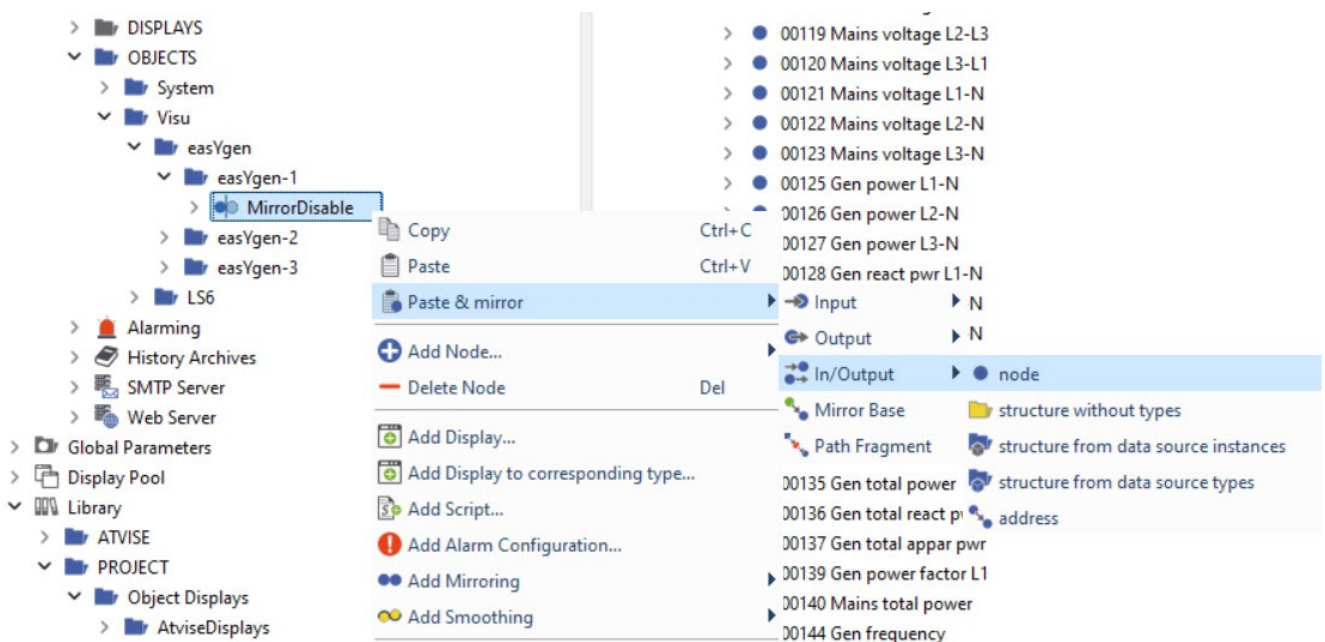 DISPLAYS
OBJECTS
System
Visu
easYgen
easYgen-1
MirrorDisable
easYgen-2
easYgen-3
LS6
Alarming
History Archives
SMTP Server
Web Server
Global Parameters
Display Pool
Library
ATVISE
PROJECT
Object Displays
AtviseDisplays
Copy Ctrl+C
Paste Ctrl+V
Paste & mirror
Add Node...
Delete Node Del
Add Display...
Add Display to corresponding type...
Add Script...
Add Alarm Configuration...
Add Mirroring
Add Smoothing
00119 Mains voltage L2-L3
00120 Mains voltage L3-L1
00121 Mains voltage L1-N
00122 Mains voltage L2-N
00123 Mains voltage L3-N
00125 Gen power L1-N
00126 Gen power L2-N
00127 Gen power L3-N
00128 Gen react pwr L1-N
Input
N
Output
N
In/Output
Mirror Base
Path Fragment
node
structure without types
structure from data source instances
structure from data source types
address
00135 Gen total power
00136 Gen total react p
00137 Gen total appar pwr
00139 Gen power factor L1
00140 Mains total power
00144 Gen frequency